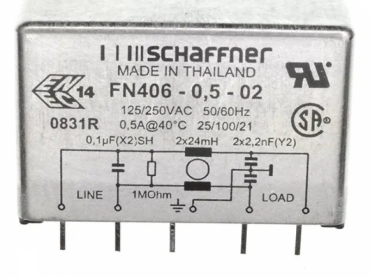 SCHAFFNER
MADE IN THAILAND
14 FN406 - 0,5 - 02
125/250VAC 50/60Hz
0831R 0,5A@40°C 25/100/21
0,1µF(X2)SH 2x24mH 2x2,2nF(Y2)
LINE 1MOhm LOAD